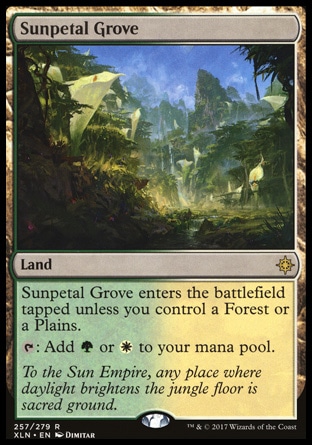 Sunpetal Grove
Land
Sunpetal Grove enters the battlefield
tapped unless you control a Forest or
a Plains.
: Add or to your mana pool.
To the Sun Empire, any place where
daylight brightens the jungle floor is
sacred ground.
257/279 R
XLN • EN DIMITAR
™ & © 2017 Wizards of the Coast